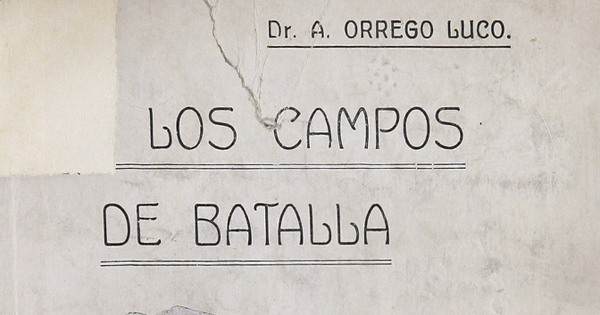 Dr. A. ORREGO LUCO.
LOS CAMPOS
DE BATALLA